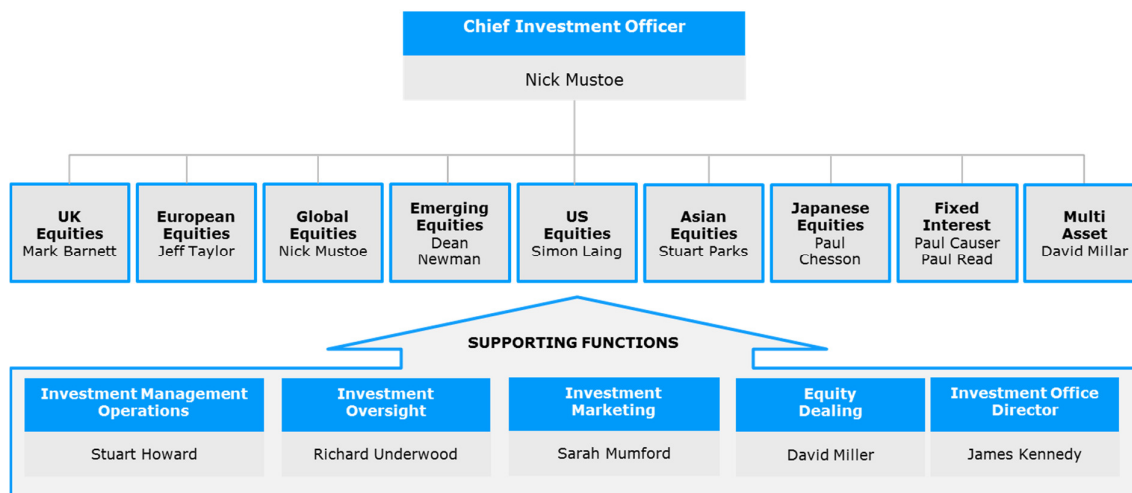 Chief Investment Officer
Nick Mustoe
UK
Equities
Mark Barnett
European
Equities
Jeff Taylor
Global
Equities
Nick Mustoe
Emerging
Equities
Dean
Newman
US
Equities
Simon Laing
Asian
Equities
Stuart Parks
Japanese
Equities
Paul
Chesson
Fixed
Interest
Paul Causer
Paul Read
Multi
Asset
David Millar
SUPPORTING FUNCTIONS
Investment Management
Operations
Stuart Howard
Investment
Oversight
Richard Underwood
Investment
Marketing
Sarah Mumford
Equity
Dealing
David Miller
Investment Office
Director
James Kennedy